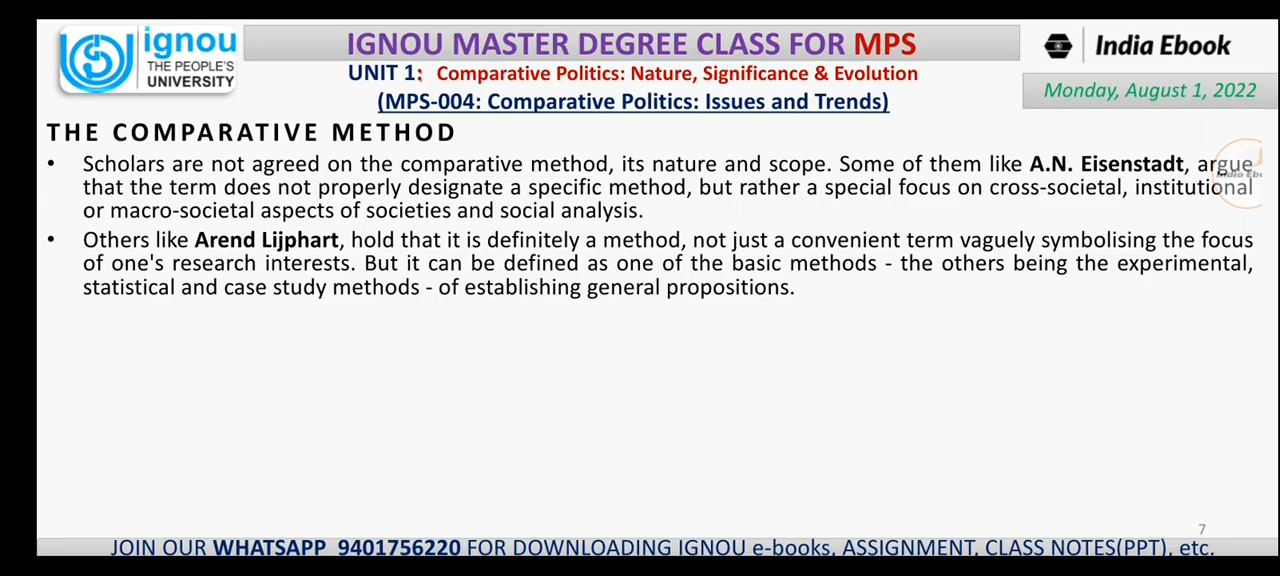 ignou
THE PEOPLE'S
UNIVERSITY
IGNOU MASTER DEGREE CLASS FOR MPS
UNIT 1: Comparative Politics: Nature, Significance & Evolution
(MPS-004: Comparative Politics: Issues and Trends)
India Ebook
Monday, August 1, 2022
THE COMPARATIVE METHOD
• Scholars are not agreed on the comparative method, its nature and scope. Some of them like A.N. Eisenstadt, argue
that the term does not properly designate a specific method, but rather a special focus on cross-societal, institutional
or macro-societal aspects of societies and social analysis.
• Others like Arend Lijphart, hold that it is definitely a method, not just a convenient term vaguely symbolising the focus
of one's research interests. But it can be defined as one of the basic methods - the others being the experimental,
statistical and case study methods - of establishing general propositions.
7
JOIN OUR WHATSAPP 9401756220 FOR DOWNLOADING IGNOU e-books, ASSIGNMENT, CLASS NOTES(PPT), etc.